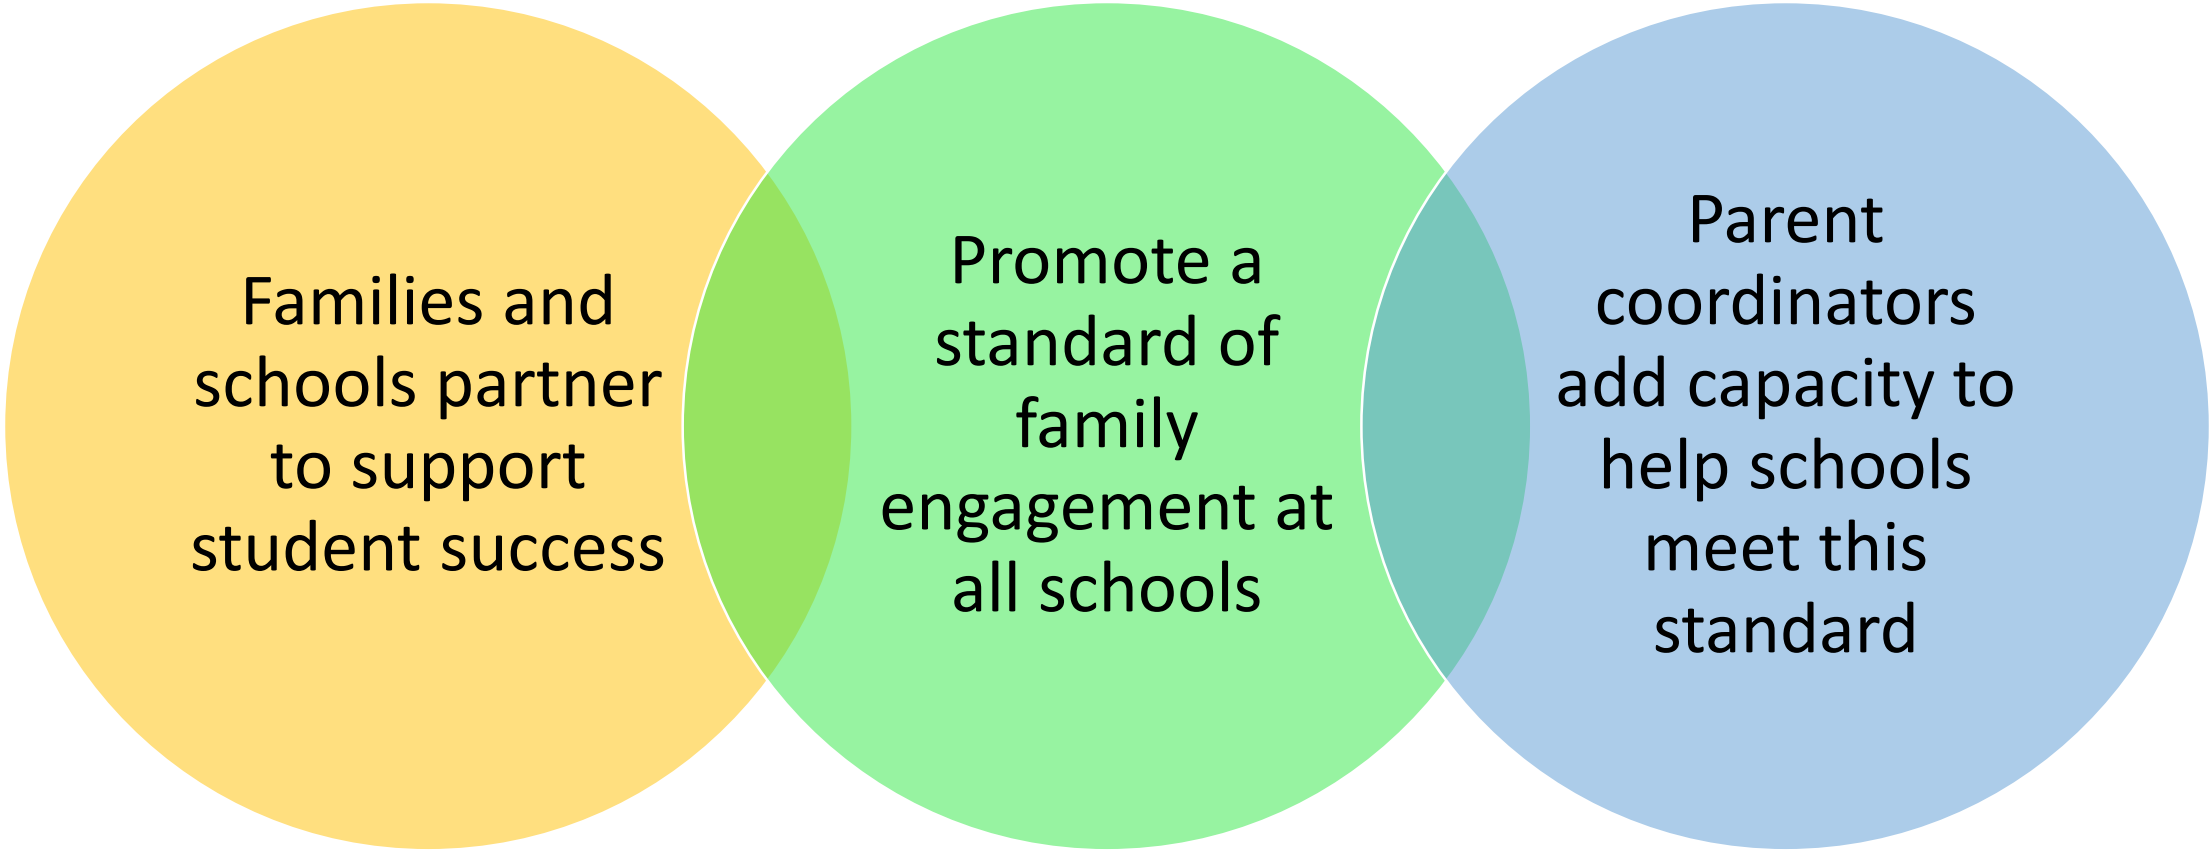 Families and
schools partner
to support
student success
Promote a
standard of
family
engagement at
all schools
Parent
coordinators
add capacity to
help schools
meet this
standard